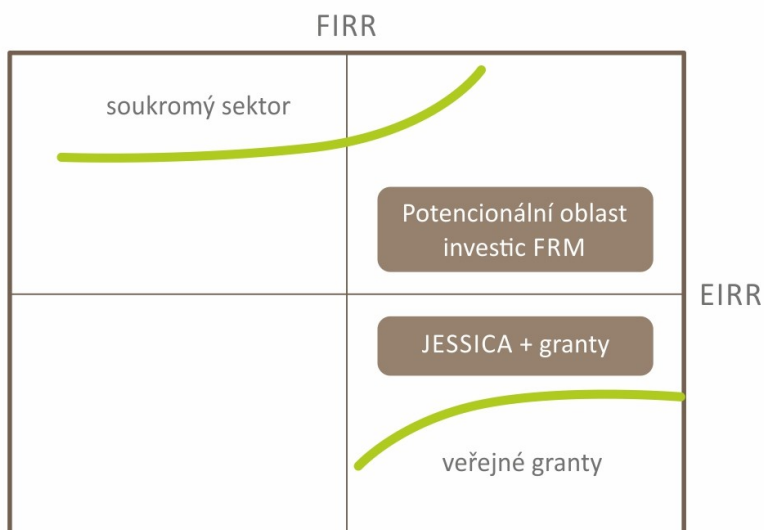 FIRR
soukromý sektor
Potencionální oblast
investic FRM
EIRR
JESSICA + granty
veřejné granty